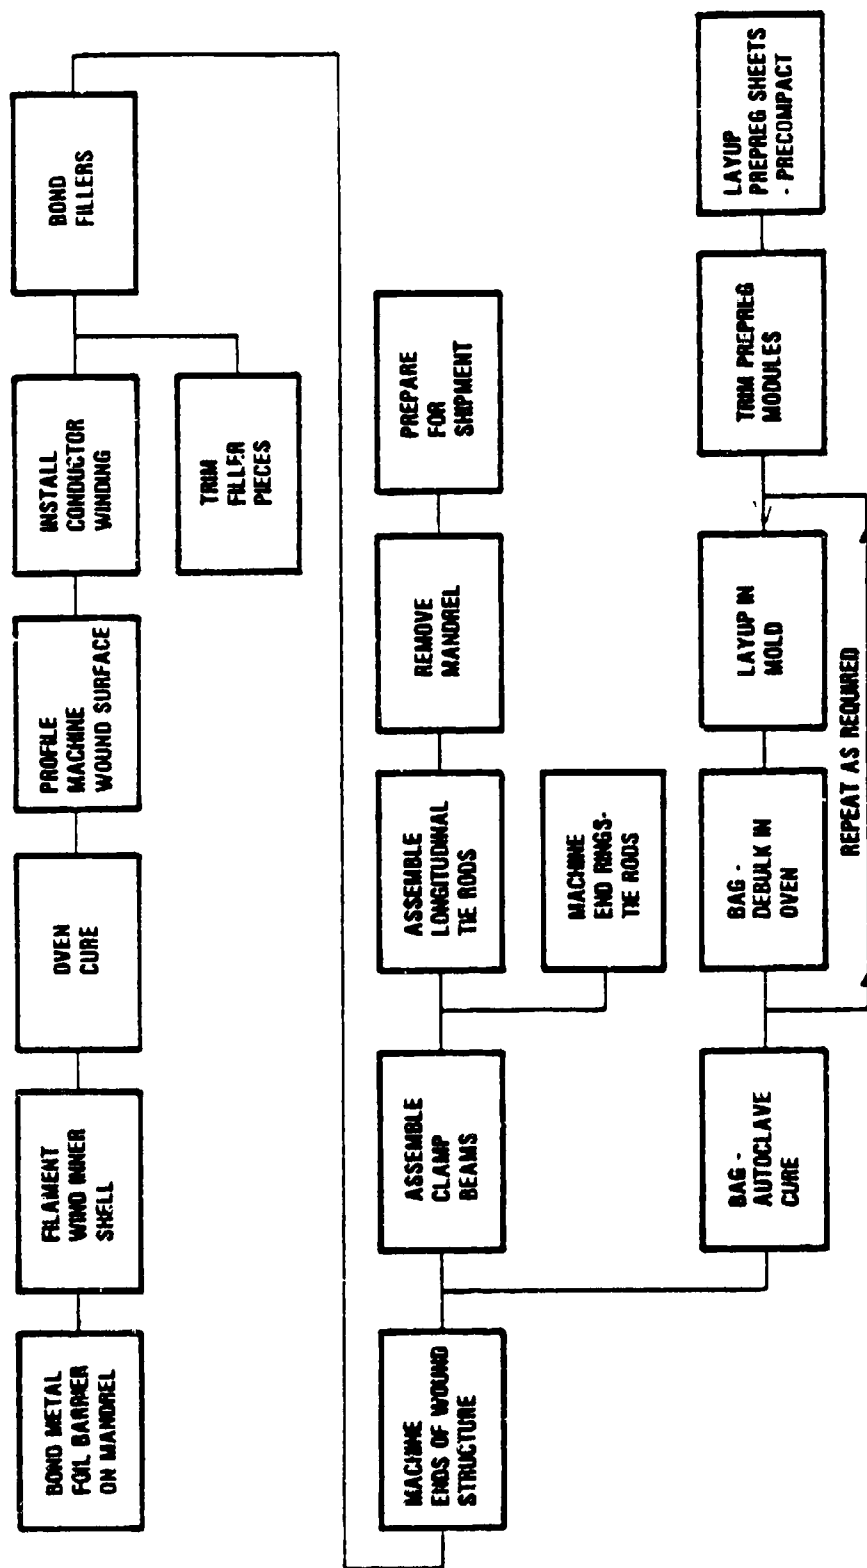 BOND METAL
FOIL BARRIER
ON MANDREL
FILAMENT
WIND INNER
SHELL
OVEN
CURE
PROFILE
MACHINE
WOUND SURFACE
INSTALL
CONDUCTOR
WINDING
BOND
FILLERS
TRIM
FILLER
PIECES
MACHINE
ENDS OF WOUND
STRUCTURE
ASSEMBLE
CLAMP
BEAMS
ASSEMBLE
LONGITUDINAL
TIE RODS
REMOVE
MANDREL
PREPARE
FOR
SHIPMENT
MACHINE
END RINGS-
TIE RODS
BAG -
AUTOCLAVE
CURE
BAG -
DEBULK IN
OVEN
LAYUP IN
MOLD
TRIM PREPREG
MODULES
LAYUP
PREPREG SHEETS
- PRECOMPACT
REPEAT AS REQUIRED